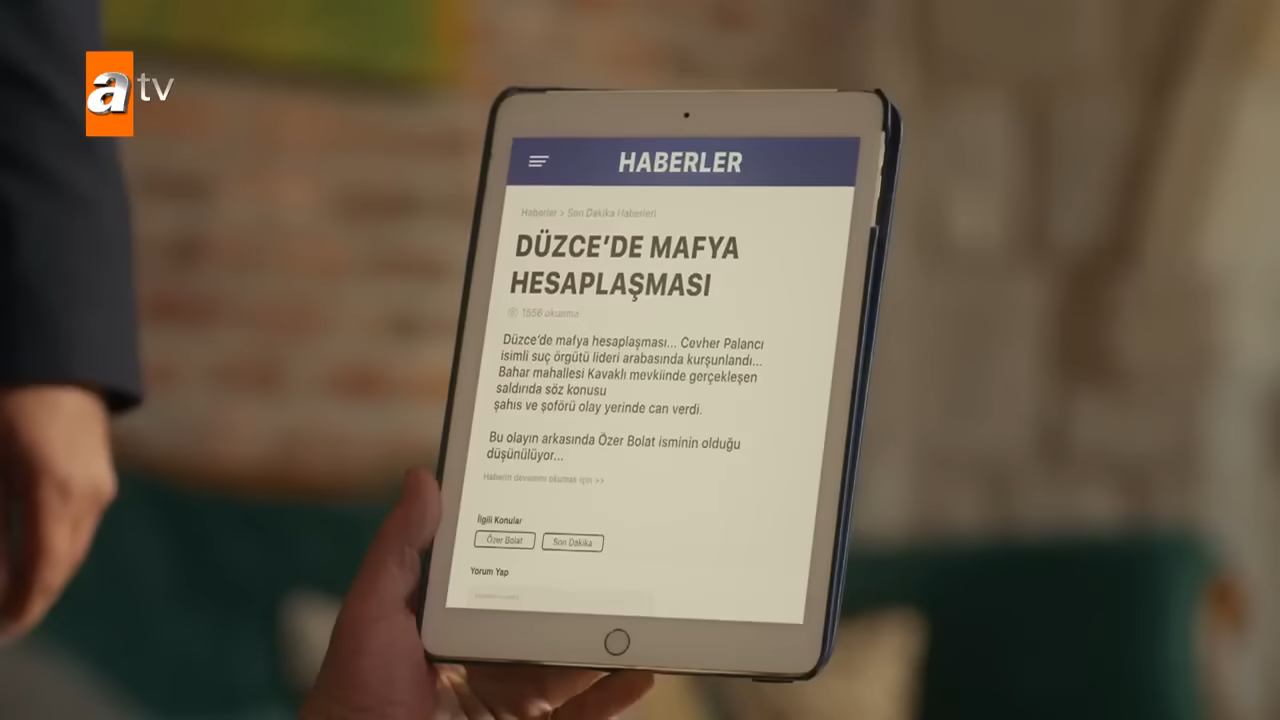 atv
HABERLER
Haberler > Son Dakika Haberleri
DÜZCE'DE MAFYA
HESAPLAŞMASI
1556 okunma
Düzce'de mafya hesaplaşması... Cevher Palancı
isimli suç örgütü lideri arabasında kurşunlandı...
Bahar mahallesi Kavaklı mevkiinde gerçekleşen
saldırıda söz konusu
şahıs ve şoförü olay yerinde can verdi.
Bu olayın arkasında Özer Bolat isminin olduğu
düşünülüyor...
Haberin devamını okumak için >>
İlgili Konular
Özer Bolat
Son Dakika
Yorum Yap